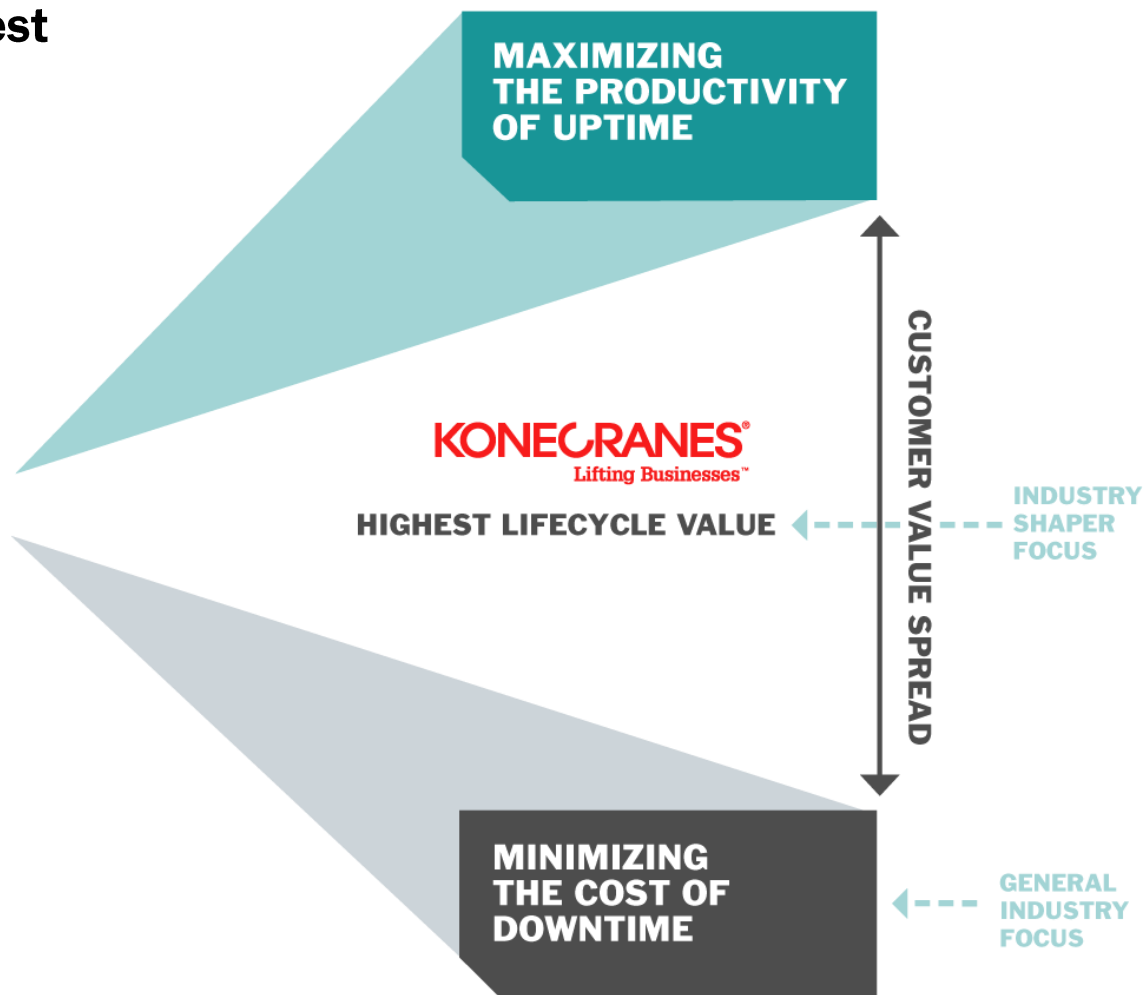 est
MAXIMIZING
THE PRODUCTIVITY
OF UPTIME
KONECRANES®
Lifting Businesses™
HIGHEST LIFECYCLE VALUE
CUSTOMER VALUE SPREAD
INDUSTRY
SHAPER
FOCUS
MINIMIZING
THE COST OF
DOWNTIME
GENERAL
INDUSTRY
FOCUS